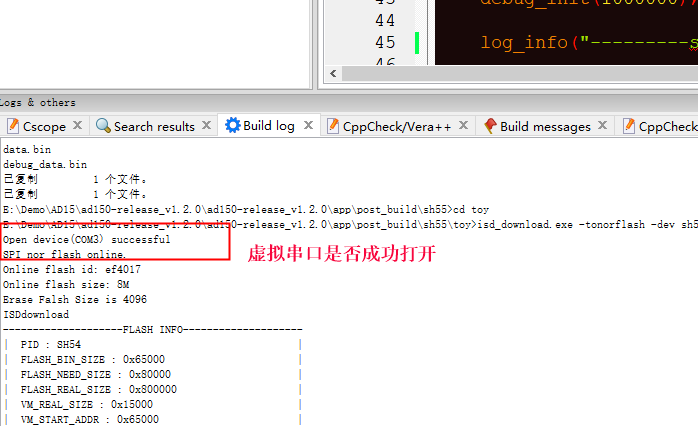 debug_init(1000000);
45
log_info("---------s
46
Logs & others
Cscope
Search results
Build log
CppCheck/Vera++
Build messages
CppCheck
data.bin
debug_data.bin
已复制 1 个文件。
已复制 1 个文件。
E:\Demo\AD15\ad150-release_v1.2.0\ad150-release_v1.2.0\app\post_build\sh55>cd toy
E:\Demo\AD15\ad150-release_v1.2.0\ad150-release_v1.2.0\app\post_build\sh55\toy>isd_download.exe -tonorflash -dev sh5
Open device(COM3) successful
SPI nor flash online.
虚拟串口是否成功打开
Online flash id: ef4017
Online flash size: 8M
Erase Falsh Size is 4096
ISDdownload
--------------------FLASH INFO--------------------
| PID : SH54 |
| FLASH_BIN_SIZE : 0x65000 |
| FLASH_NEED_SIZE : 0x80000 |
| FLASH_REAL_SIZE : 0x800000 |
| VM_REAL_SIZE : 0x15000 |
| VM_START_ADDR : 0x65000 |